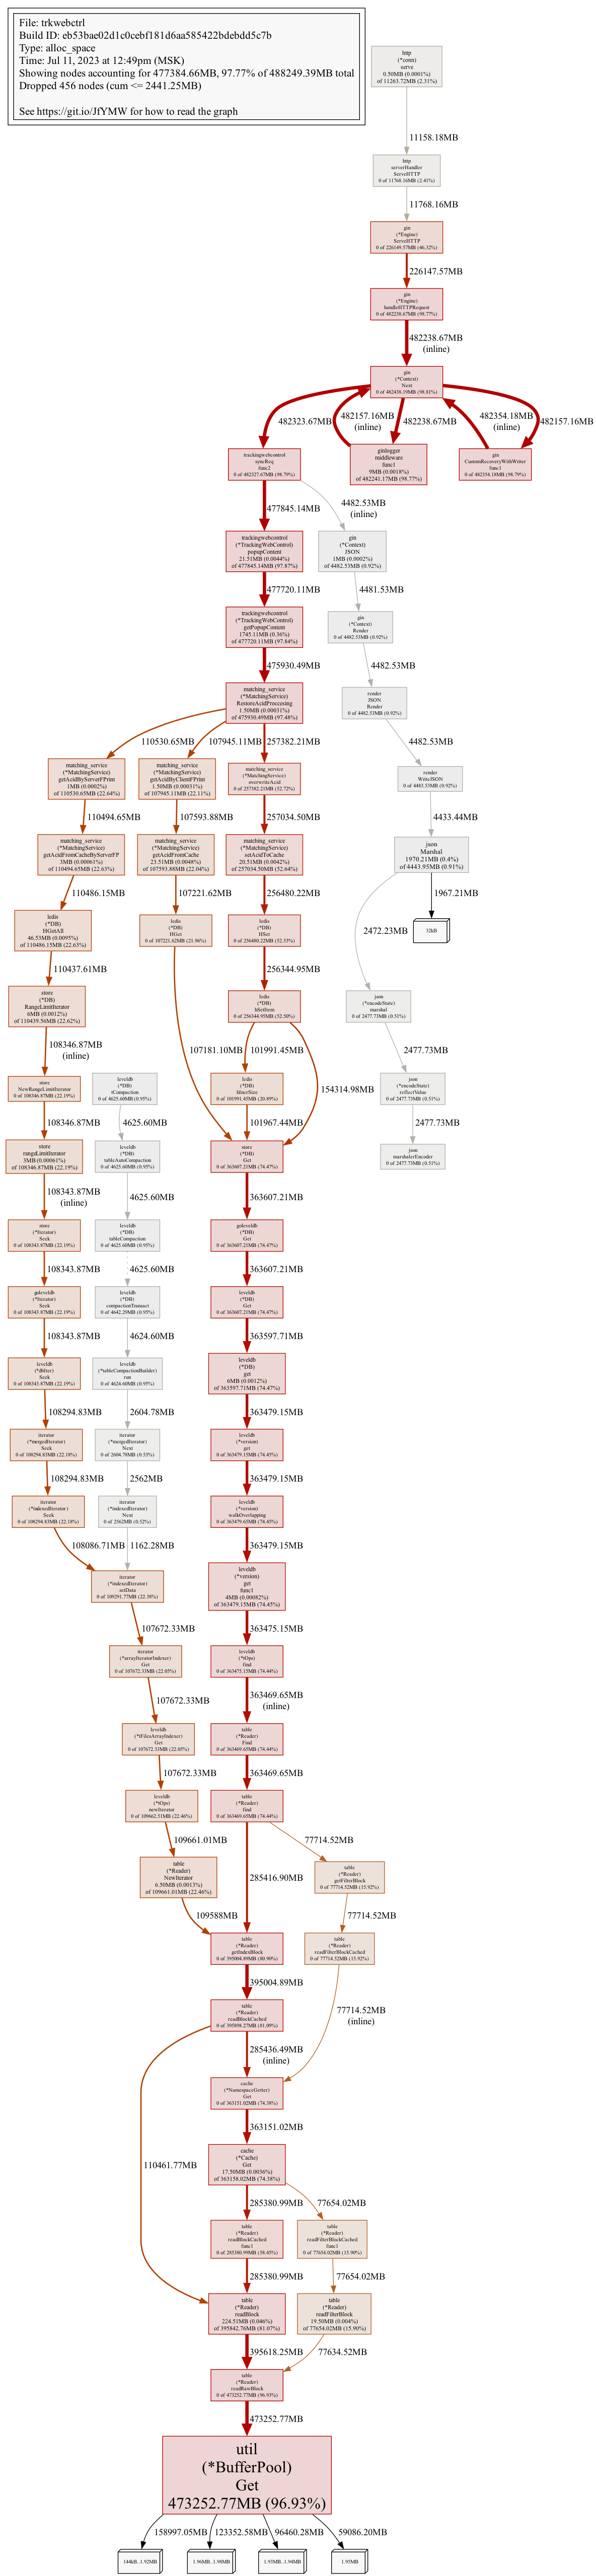 File: trkwebctrl
Build ID: eb53bae02d1c0cebf181d6aa585422bdebdd5c7b
Type: alloc_space
Time: Jul 11, 2023 at 12:49pm (MSK)
Showing nodes accounting for 477384.66MB, 97.77% of 488249.39MB total
Dropped 456 nodes (cum <= 2441.25MB)
See https://git.io/JfYMW for how to read the graph
http
(*conn)
serve
0.50MB (0.0001%)
of 11263.72MB (2.31%)
11158.18MB
http
serverHandler
ServeHTTP
0 of 11768.16MB (2.41%)
11768.16MB
gin
(*Engine)
ServeHTTP
0 of 226149.57MB (46.32%)
226147.57MB
gin
(*Engine)
handleHTTPRequest
0 of 482238.67MB (98.77%)
482238.67MB
(inline)
gin
(*Context)
Next
0 of 482438.19MB (98.81%)
482323.67MB
482157.16MB
(inline)
482238.67MB
482354.18MB
(inline)
482157.16MB
trackingwebcontrol
syncReq
func2
0 of 482327.67MB (98.79%)
ginlogger
middleware
func1
9MB (0.0018%)
of 482241.17MB (98.77%)
gin
CustomRecoveryWithWriter
func1
0 of 482354.18MB (98.79%)
477845.14MB
4482.53MB
(inline)
trackingwebcontrol
(*TrackingWebControl)
popupContent
21.51MB (0.0044%)
of 477845.14MB (97.87%)
gin
(*Context)
JSON
1MB (0.0002%)
of 4482.53MB (0.92%)
477720.11MB
4481.53MB
trackingwebcontrol
(*TrackingWebControl)
getPopupContent
1745.11MB (0.36%)
of 477720.11MB (97.84%)
gin
(*Context)
Render
0 of 4482.53MB (0.92%)
475930.49MB
4482.53MB
matching_service
(*MatchingService)
RestoreAcidProccesing
1.50MB (0.00031%)
of 475930.49MB (97.48%)
render
JSON
Render
0 of 4482.53MB (0.92%)
110530.65MB
107945.11MB
257382.21MB
4482.53MB
matching_service
(*MatchingService)
getAcidByServerFPrint
1MB (0.0002%)
of 110530.65MB (22.64%)
matching_service
(*MatchingService)
getAcidByClientFPrint
1.50MB (0.00031%)
of 107945.11MB (22.11%)
matching_service
(*MatchingService)
overwriteAcid
0 of 257382.21MB (52.72%)
render
WriteJSON
0 of 4483.53MB (0.92%)
110494.65MB
107593.88MB
257034.50MB
4433.44MB
matching_service
(*MatchingService)
getAcidFromCacheByServerFP
3MB (0.00061%)
of 110494.65MB (22.63%)
matching_service
(*MatchingService)
getAcidFromCache
23.51MB (0.0048%)
of 107593.88MB (22.04%)
matching_service
(*MatchingService)
setAcidToCache
20.51MB (0.0042%)
of 257034.50MB (52.64%)
json
Marshal
1970.21MB (0.4%)
of 4443.95MB (0.91%)
110486.15MB
107221.62MB
256480.22MB
2472.23MB
1967.21MB
ledis
(*DB)
HGetAll
46.53MB (0.0095%)
of 110486.15MB (22.63%)
ledis
(*DB)
HGet
0 of 107221.62MB (21.96%)
ledis
(*DB)
HSet
0 of 256480.22MB (52.53%)
32kB
110437.61MB
256344.95MB
store
(*DB)
RangeLimitIterator
6MB (0.0012%)
of 110439.56MB (22.62%)
ledis
(*DB)
hSetItem
0 of 256344.95MB (52.50%)
json
(*encodeState)
marshal
0 of 2477.73MB (0.51%)
108346.87MB
(inline)
107181.10MB
101991.45MB
154314.98MB
2477.73MB
store
NewRangeLimitIterator
0 of 108346.87MB (22.19%)
leveldb
(*DB)
tCompaction
0 of 4625.60MB (0.95%)
ledis
(*DB)
hIncrSize
0 of 101991.45MB (20.89%)
json
(*encodeState)
reflectValue
0 of 2477.73MB (0.51%)
108346.87MB
4625.60MB
101967.44MB
2477.73MB
store
rangeLimitIterator
3MB (0.00061%)
of 108346.87MB (22.19%)
leveldb
(*DB)
tableAutoCompaction
0 of 4625.60MB (0.95%)
store
(*DB)
Get
0 of 363607.21MB (74.47%)
json
marshalerEncoder
0 of 2477.73MB (0.51%)
108343.87MB
(inline)
4625.60MB
363607.21MB
store
(*Iterator)
Seek
0 of 108343.87MB (22.19%)
leveldb
(*DB)
tableCompaction
0 of 4625.60MB (0.95%)
goleveldb
(*DB)
Get
0 of 363607.21MB (74.47%)
108343.87MB
4625.60MB
363607.21MB
goleveldb
(*Iterator)
Seek
0 of 108343.87MB (22.19%)
leveldb
(*DB)
compactionTransact
0 of 4642.29MB (0.95%)
leveldb
(*DB)
Get
0 of 363607.21MB (74.47%)
108343.87MB
4624.60MB
363597.71MB
leveldb
(*dbIter)
Seek
0 of 108343.87MB (22.19%)
leveldb
(*tableCompactionBuilder)
run
0 of 4624.60MB (0.95%)
leveldb
(*DB)
get
6MB (0.0012%)
of 363597.71MB (74.47%)
108294.83MB
2604.78MB
363479.15MB
iterator
(*mergedIterator)
Seek
0 of 108294.83MB (22.18%)
iterator
(*mergedIterator)
Next
0 of 2604.78MB (0.53%)
leveldb
(*version)
get
0 of 363479.15MB (74.45%)
108294.83MB
2562MB
363479.15MB
iterator
(*indexedIterator)
Seek
0 of 108294.83MB (22.18%)
iterator
(*indexedIterator)
Next
0 of 2562MB (0.52%)
leveldb
(*version)
walkOverlapping
0 of 363479.65MB (74.45%)
108086.71MB
1162.28MB
363479.15MB
iterator
(*indexedIterator)
setData
0 of 109291.77MB (22.38%)
leveldb
(*version)
get
func1
4MB (0.00082%)
of 363479.15MB (74.45%)
107672.33MB
363475.15MB
iterator
(*arrayIteratorIndexer)
Get
0 of 107672.33MB (22.05%)
leveldb
(*tOps)
find
0 of 363475.15MB (74.44%)
107672.33MB
363469.65MB
(inline)
leveldb
(*tFilesArrayIndexer)
Get
0 of 107672.33MB (22.05%)
table
(*Reader)
Find
0 of 363469.65MB (74.44%)
107672.33MB
363469.65MB
leveldb
(*tOps)
newIterator
0 of 109662.51MB (22.46%)
table
(*Reader)
find
0 of 363469.65MB (74.44%)
109661.01MB
285416.90MB
77714.52MB
table
(*Reader)
NewIterator
6.50MB (0.0013%)
of 109661.01MB (22.46%)
table
(*Reader)
getFilterBlock
0 of 77714.52MB (15.92%)
109588MB
77714.52MB
table
(*Reader)
getIndexBlock
0 of 395004.89MB (80.90%)
table
(*Reader)
readFilterBlockCached
0 of 77714.52MB (15.92%)
395004.89MB
77714.52MB
(inline)
table
(*Reader)
readBlockCached
0 of 395898.27MB (81.09%)
285436.49MB
(inline)
cache
(*NamespaceGetter)
Get
0 of 363151.02MB (74.38%)
110461.77MB
363151.02MB
cache
(*Cache)
Get
17.50MB (0.0036%)
of 363158.02MB (74.38%)
285380.99MB
77654.02MB
table
(*Reader)
readBlockCached
func1
0 of 285380.99MB (58.45%)
table
(*Reader)
readFilterBlockCached
func1
0 of 77654.02MB (15.90%)
285380.99MB
77654.02MB
table
(*Reader)
readBlock
224.51MB (0.046%)
of 395842.76MB (81.07%)
table
(*Reader)
readFilterBlock
19.50MB (0.004%)
of 77654.02MB (15.90%)
395618.25MB
77634.52MB
table
(*Reader)
readRawBlock
0 of 473252.77MB (96.93%)
473252.77MB
util
(*BufferPool)
Get
473252.77MB (96.93%)
158997.05MB
123352.58MB
96460.28MB
59086.20MB
144kB..1.92MB
1.96MB..1.98MB
1.93MB..1.94MB
1.95MB